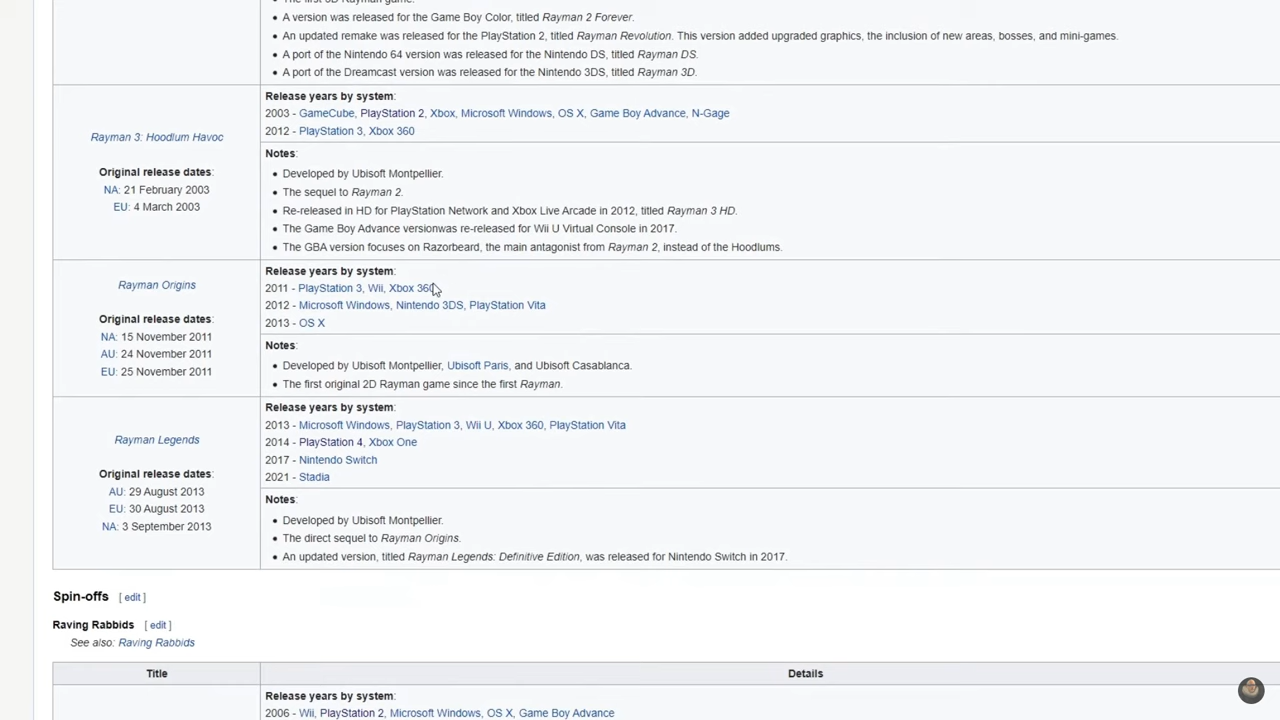 • A version was released for the Game Boy Color, titled Rayman 2 Forever.
• An updated remake was released for the PlayStation 2, titled Rayman Revolution. This version added upgraded graphics, the inclusion of new areas, bosses, and mini-games.
• A port of the Nintendo 64 version was released for the Nintendo DS, titled Rayman DS.
• A port of the Dreamcast version was released for the Nintendo 3DS, titled Rayman 3D.
Rayman 3: Hoodlum Havoc
Original release dates:
NA: 21 February 2003
EU: 4 March 2003
Release years by system:
2003 - GameCube, PlayStation 2, Xbox, Microsoft Windows, OS X, Game Boy Advance, N-Gage
2012 - PlayStation 3, Xbox 360
Notes:
• Developed by Ubisoft Montpellier.
• The sequel to Rayman 2.
• Re-released in HD for PlayStation Network and Xbox Live Arcade in 2012, titled Rayman 3 HD.
• The Game Boy Advance versionwas re-released for Wii U Virtual Console in 2017.
• The GBA version focuses on Razorbeard, the main antagonist from Rayman 2, instead of the Hoodlums.
Rayman Origins
Original release dates:
NA: 15 November 2011
AU: 24 November 2011
EU: 25 November 2011
Release years by system:
2011 - PlayStation 3, Wii, Xbox 360
2012 - Microsoft Windows, Nintendo 3DS, PlayStation Vita
2013 - OS X
Notes:
• Developed by Ubisoft Montpellier, Ubisoft Paris, and Ubisoft Casablanca.
• The first original 2D Rayman game since the first Rayman.
Rayman Legends
Original release dates:
AU: 29 August 2013
EU: 30 August 2013
NA: 3 September 2013
Release years by system:
2013 - Microsoft Windows, PlayStation 3, Wii U, Xbox 360, PlayStation Vita
2014 - PlayStation 4, Xbox One
2017 - Nintendo Switch
2021 - Stadia
Notes:
• Developed by Ubisoft Montpellier.
• The direct sequel to Rayman Origins.
• An updated version, titled Rayman Legends: Definitive Edition, was released for Nintendo Switch in 2017.
Spin-offs [ edit ]
Raving Rabbids [ edit ]
See also: Raving Rabbids
Title Details
Release years by system:
2006 - Wii, PlayStation 2, Microsoft Windows, OS X, Game Boy Advance